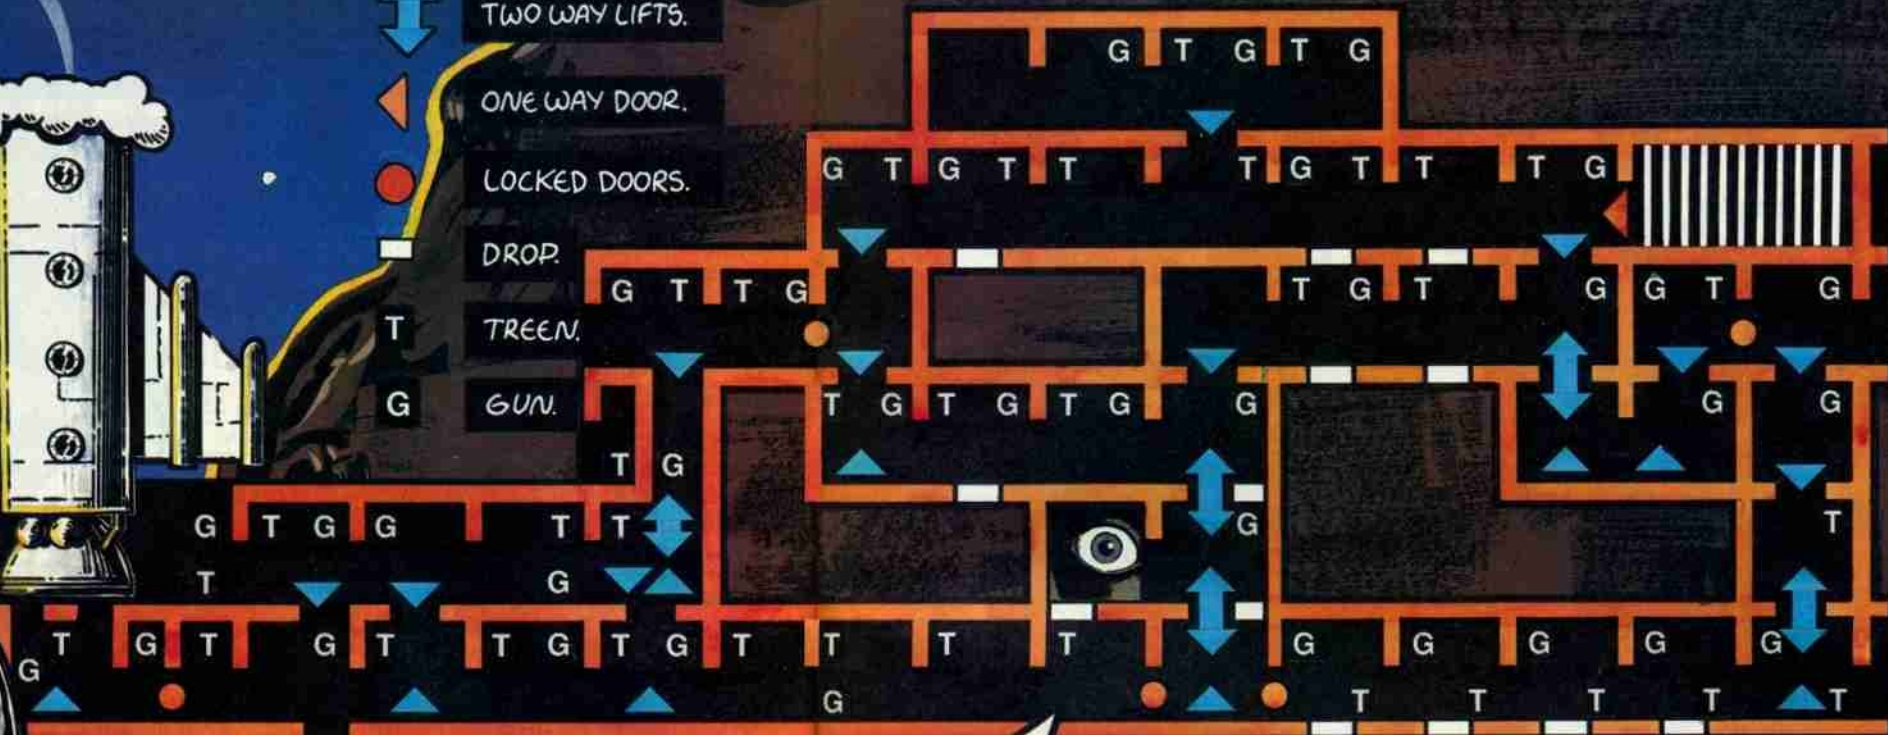 TWO WAY LIFTS.
ONE WAY DOOR.
LOCKED DOORS.
DROP.
T TREEN.
G GUN.
G T G T G
G T G T T T G T T T G
G T T G T G T G G T G
T G T G T G G G G
T G
G T G G T T G T
T G
T G T G T T G T G T T T T G G G G G
G
G T T T T T